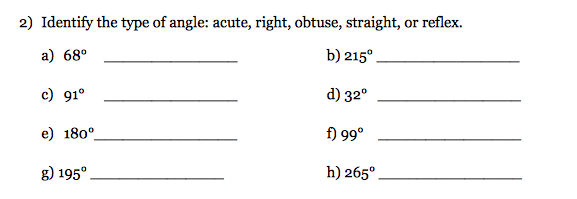 2) Identify the type of angle: acute, right, obtuse, straight, or reflex.
a) 68° ______________ b) 215° ______________
c) 91° ______________ d) 32° ______________
e) 180° ______________ f) 99° ______________
g) 195° ______________ h) 265° ______________